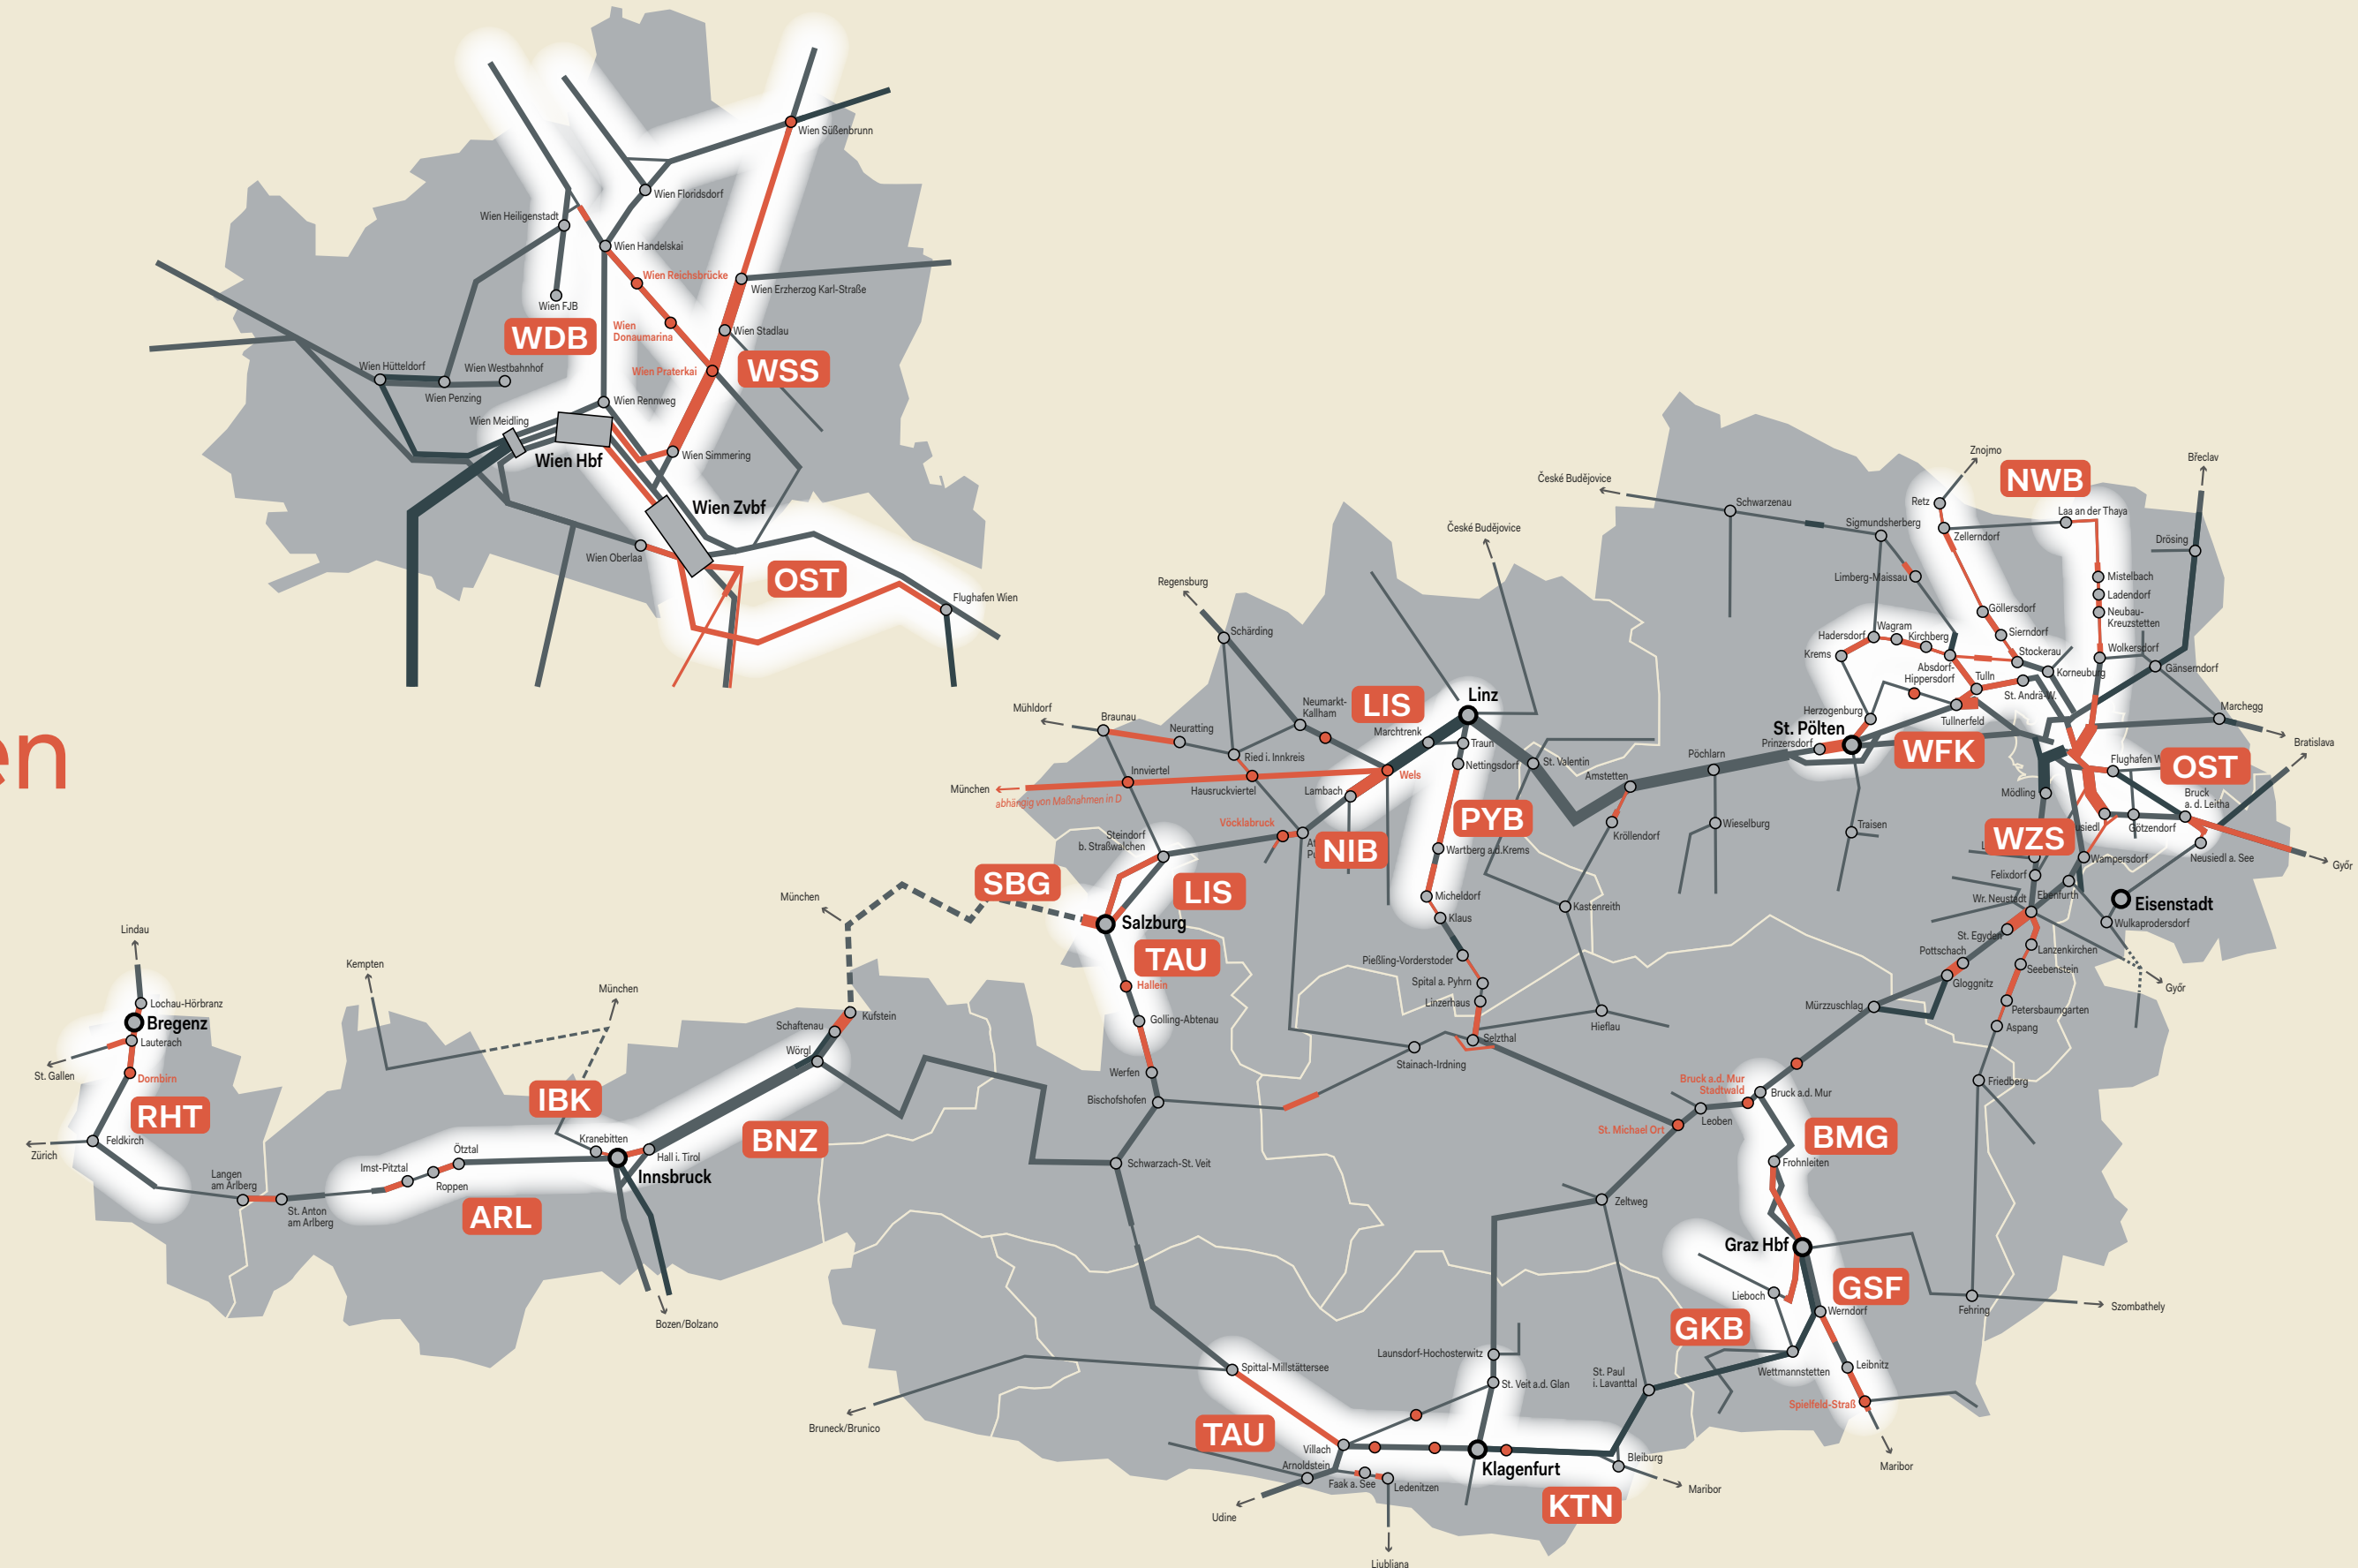 en
Wien Süßenbrunn
Wien Floridsdorf
Wien Heiligenstadt
Wien Handelskai
Wien Reichsbrücke
Wien Erzherzog Karl-Straße
Wien FJB
WDB
Wien
Donaumarina
Wien Stadlau
Wien Hütteldorf
Wien Westbahnhof
Wien Praterkai
WSS
Wien Penzing
Wien Rennweg
Wien Meidling
Wien Hbf
Wien Simmering
Wien Zvbf
Wien Oberlaa
OST
Flughafen Wien
Znojmo
Břeclav
České Budějovice
NWB
Schwarzenau
Retz
Laa an der Thaya
Sigmundsherberg
České Budějovice
Zellerndorf
Drösing
Limberg-Maissau
Mistelbach
Ladendorf
Regensburg
Göllersdorf
Neubau-
Kreuzstetten
Schärding
Hadersdorf
Wagram
Kirchberg
Sierndorf
Krems
Stockerau
Wolkersdorf
Absdorf-
Hippersdorf
Tulln
Korneuburg
Gänserndorf
St. Andrä-W.
Linz
LIS
Neumarkt-
Kallham
Mühldorf
Braunau
Neuratting
Marchtrenk
Herzogenburg
Tullnerfeld
Marchegg
St. Pölten
Prinzersdorf
WFK
Traun
Ried i. Innkreis
Nettingsdorf
St. Valentin
Pöchlarn
Amstetten
Bratislava
Flughafen W
OST
Innviertel
Wels
München
abhängig von Maßnahmen in D
Hausruckviertel
Lambach
Mödling
Bruck
a. d. Leitha
Vöcklabruck
PYB
Kröllendorf
Wieselburg
Traisen
WZS
usiedl
Götzendorf
Steindorf
b. Straßwalchen
NIB
Wartberg a.d.Krems
Wampersdorf
Neusiedl a. See
Győr
Felixdorf
SBG
LIS
Micheldorf
Ebenfurth
Wr. Neustadt
Eisenstadt
München
Salzburg
Klaus
Kastenreith
Wulkaprodersdorf
St. Egyden
Lindau
TAU
Pottschach
Lanzenkirchen
Kempten
Pießling-Vorderstoder
Seebenstein
München
Hallein
Spital a. Pyhrn
Gloggnitz
Győr
Lochau-Hörbranz
Linzerhaus
Mürzzuschlag
Petersbaumgarten
Bregenz
Kufstein
Golling-Abtenau
Schaftenau
Hieflau
Aspang
Lauterach
Wörgl
Selzthal
St. Gallen
Dornbirn
Werfen
Stainach-Irdning
Friedberg
Bruck a.d. Mur
Stadtwald
Bruck a.d. Mur
IBK
Bischofshofen
RHT
Leoben
St. Michael Ort
BMG
Feldkirch
Kranebitten
BNZ
Zürich
Ötztal
Hall i. Tirol
Imst-Pitztal
Schwarzach-St. Veit
Frohnleiten
Langen
am Arlberg
Roppen
Innsbruck
Zeltweg
St. Anton
am Arlberg
ARL
Graz Hbf
GSF
Lieboch
Fehring
Szombathely
Werndorf
Bozen/Bolzano
GKB
Launsdorf-Hochosterwitz
Spittal-Millstättersee
St. Paul
i. Lavanttal
Wettmannstetten
Leibnitz
St. Veit a.d. Glan
Spielfeld-Straß
Bruneck/Brunico
TAU
Villach
Klagenfurt
Bleiburg
Maribor
Arnoldstein
Faak a. See
Ledenitzen
Maribor
KTN
Udine
Ljubljana